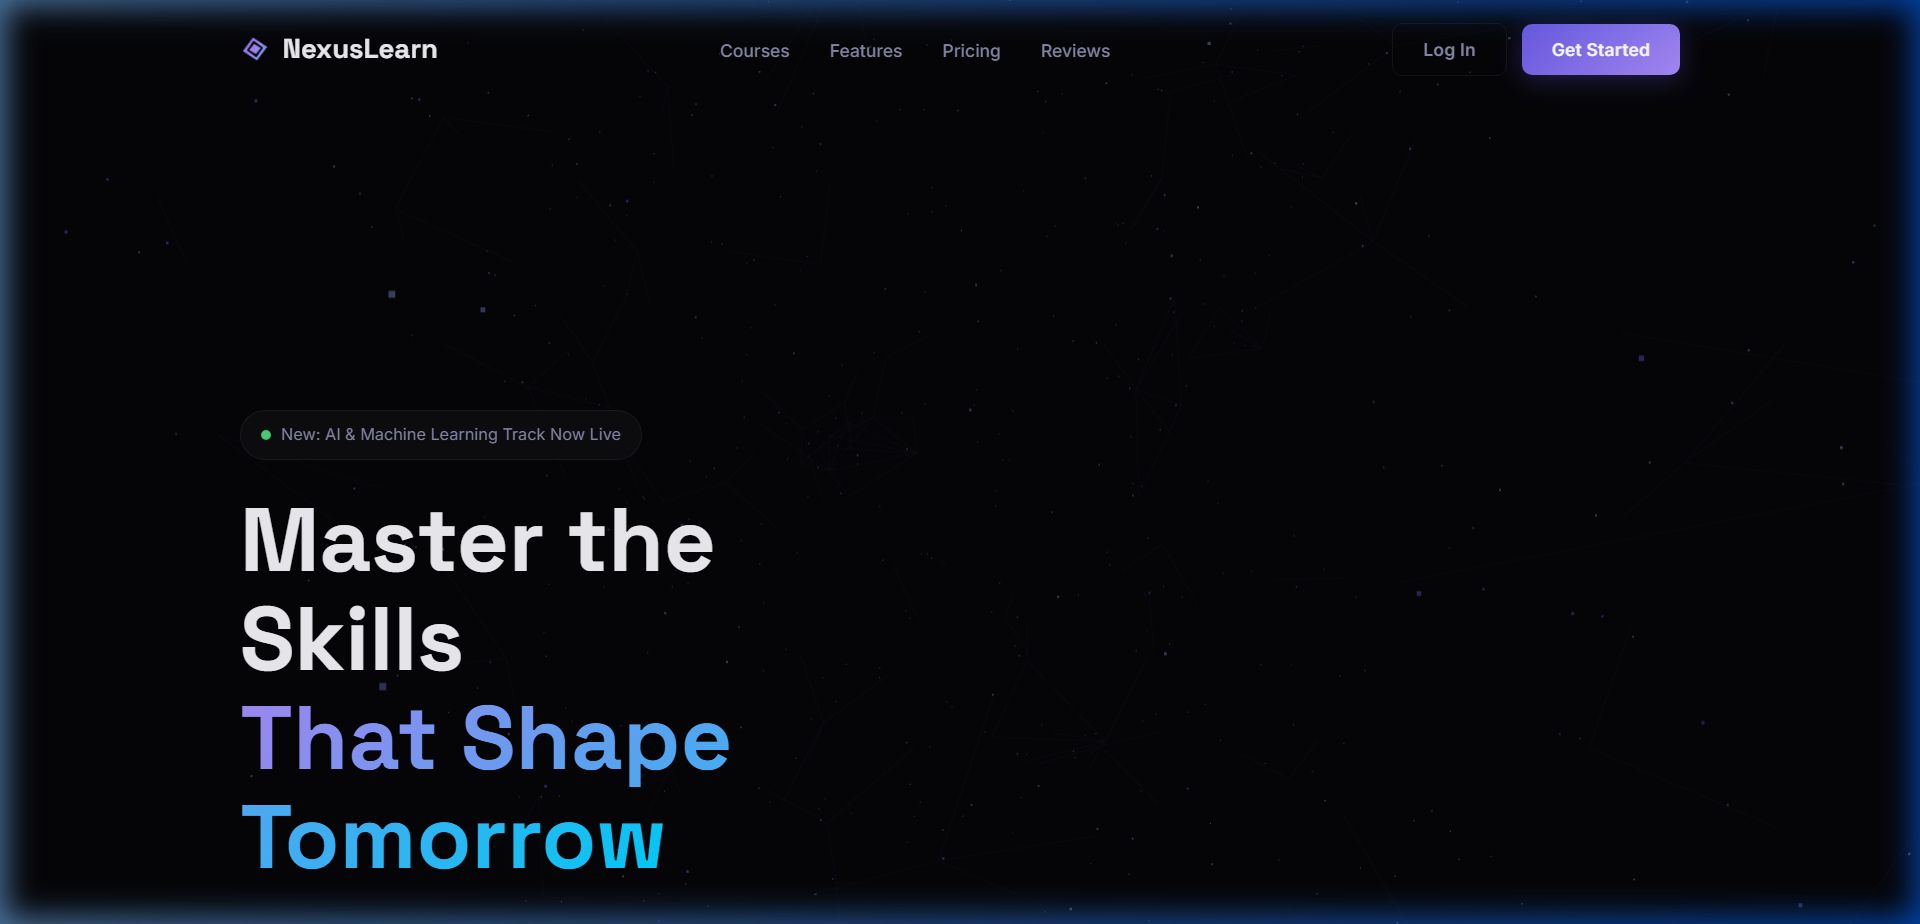 NexusLearn
Courses
Features
Pricing
Reviews
Log In
Get Started
New: AI & Machine Learning Track Now Live
Master the
Skills
That Shape
Tomorrow